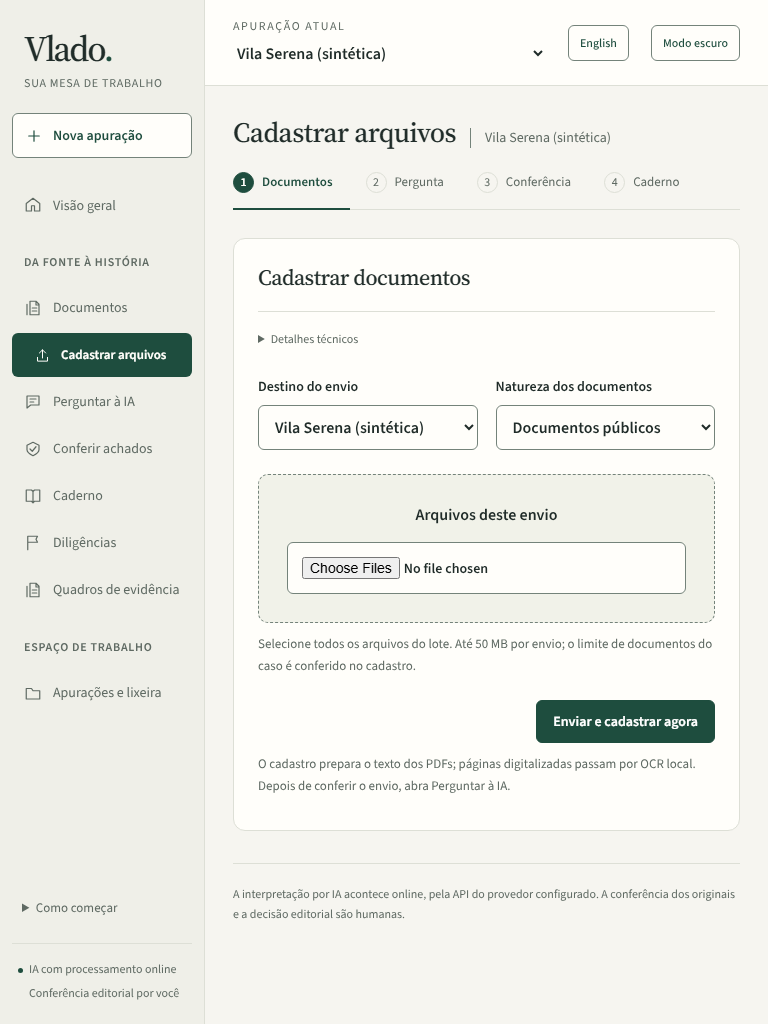 Vlado.
SUA MESA DE TRABALHO
Nova apuração
Visão geral
DA FONTE À HISTÓRIA
Documentos
Cadastrar arquivos
Perguntar à IA
Conferir achados
Caderno
Diligências
Quadros de evidência
ESPAÇO DE TRABALHO
Apurações e lixeira
Como começar
IA com processamento online
Conferência editorial por você
APURAÇÃO ATUAL
Vila Serena (sintética)
English
Modo escuro
Cadastrar arquivos
Vila Serena (sintética)
1 Documentos
2 Pergunta
3 Conferência
4 Caderno
Cadastrar documentos
Detalhes técnicos
Destino do envio
Natureza dos documentos
Vila Serena (sintética)
Documentos públicos
Arquivos deste envio
Choose Files No file chosen
Selecione todos os arquivos do lote. Até 50 MB por envio; o limite de documentos do
caso é conferido no cadastro.
Enviar e cadastrar agora
O cadastro prepara o texto dos PDFs; páginas digitalizadas passam por OCR local.
Depois de conferir o envio, abra Perguntar à IA.
A interpretação por IA acontece online, pela API do provedor configurado. A conferência dos originais
e a decisão editorial são humanas.